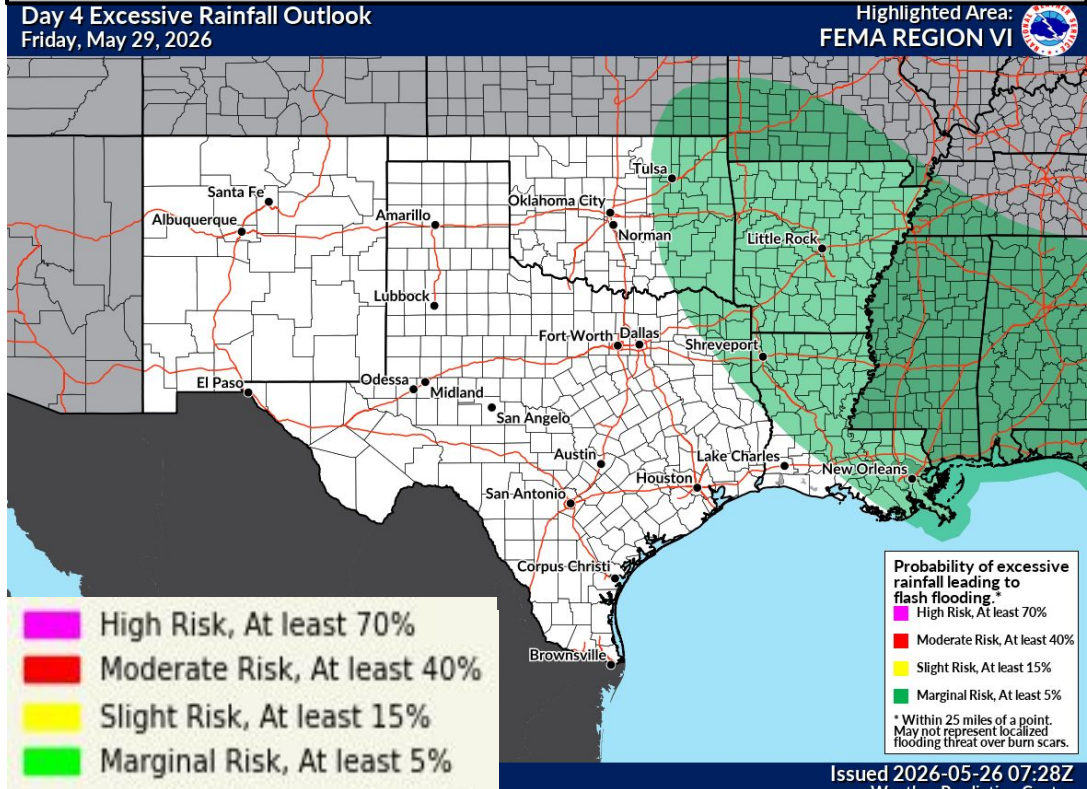 Day 4 Excessive Rainfall Outlook
Friday, May 29, 2026
Highlighted Area:
FEMA REGION VI
NATIONAL WEATHER SERVICE
Tulsa
Santa Fe
Oklahoma City
Albuquerque
Amarillo
Norman
Little Rock
Lubbock
Fort Worth
Dallas
Shreveport
El Paso
Odessa
Midland
San Angelo
Austin
Lake Charles
New Orleans
Houston
San Antonio
Corpus Christi
Brownsville
Probability of excessive
rainfall leading to
flash flooding.*
High Risk, At least 70%
Moderate Risk, At least 40%
Slight Risk, At least 15%
Marginal Risk, At least 5%
* Within 25 miles of a point.
May not represent localized
flooding threat over burn scars.
High Risk, At least 70%
Moderate Risk, At least 40%
Slight Risk, At least 15%
Marginal Risk, At least 5%
Issued 2026-05-26 07:28Z
Weather Prediction Center